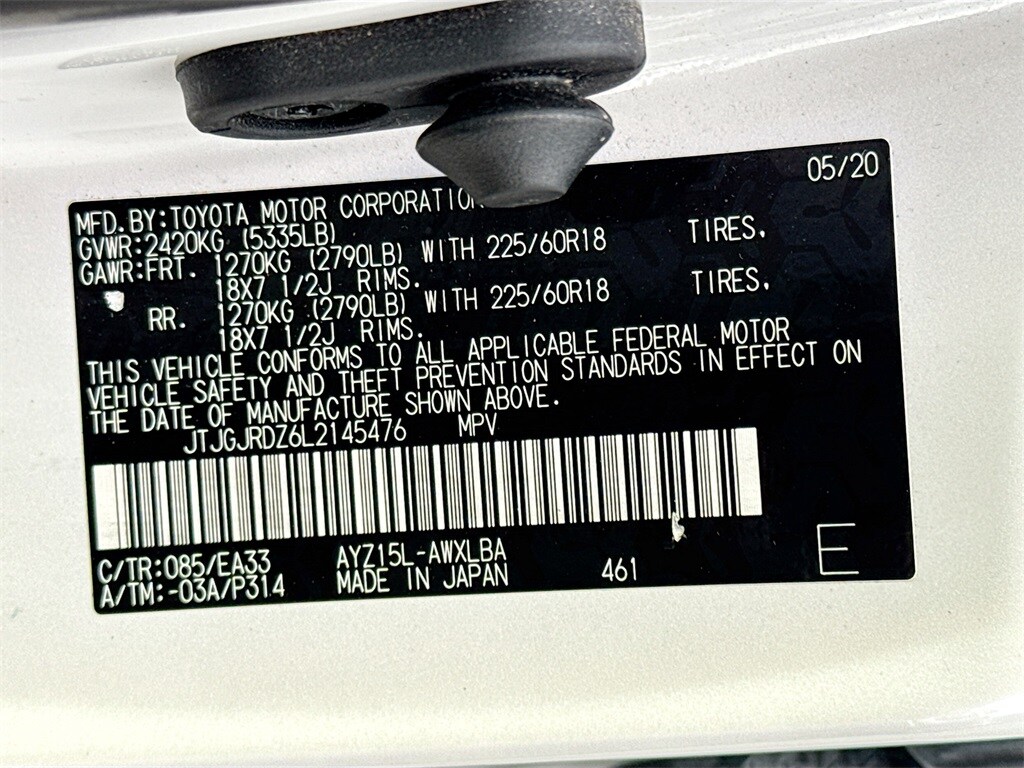 05/20
MFD.BY:TOYOTA MOTOR CORPORATION
GVWR:2420KG (5335LB)
GAWR:FRT. 1270KG (2790LB) WITH 225/60R18 TIRES,
18X7 1/2J RIMS.
RR. 1270KG (2790LB) WITH 225/60R18 TIRES,
18X7 1/2J RIMS.
THIS VEHICLE CONFORMS TO ALL APPLICABLE FEDERAL MOTOR
VEHICLE SAFETY AND THEFT PREVENTION STANDARDS IN EFFECT ON
THE DATE OF MANUFACTURE SHOWN ABOVE.
JTJGJRDZ6L2145476 MPV
C/TR:085/EA33 AYZ15L-AWXLBA
A/TM:-03A/P314 MADE IN JAPAN 461 E